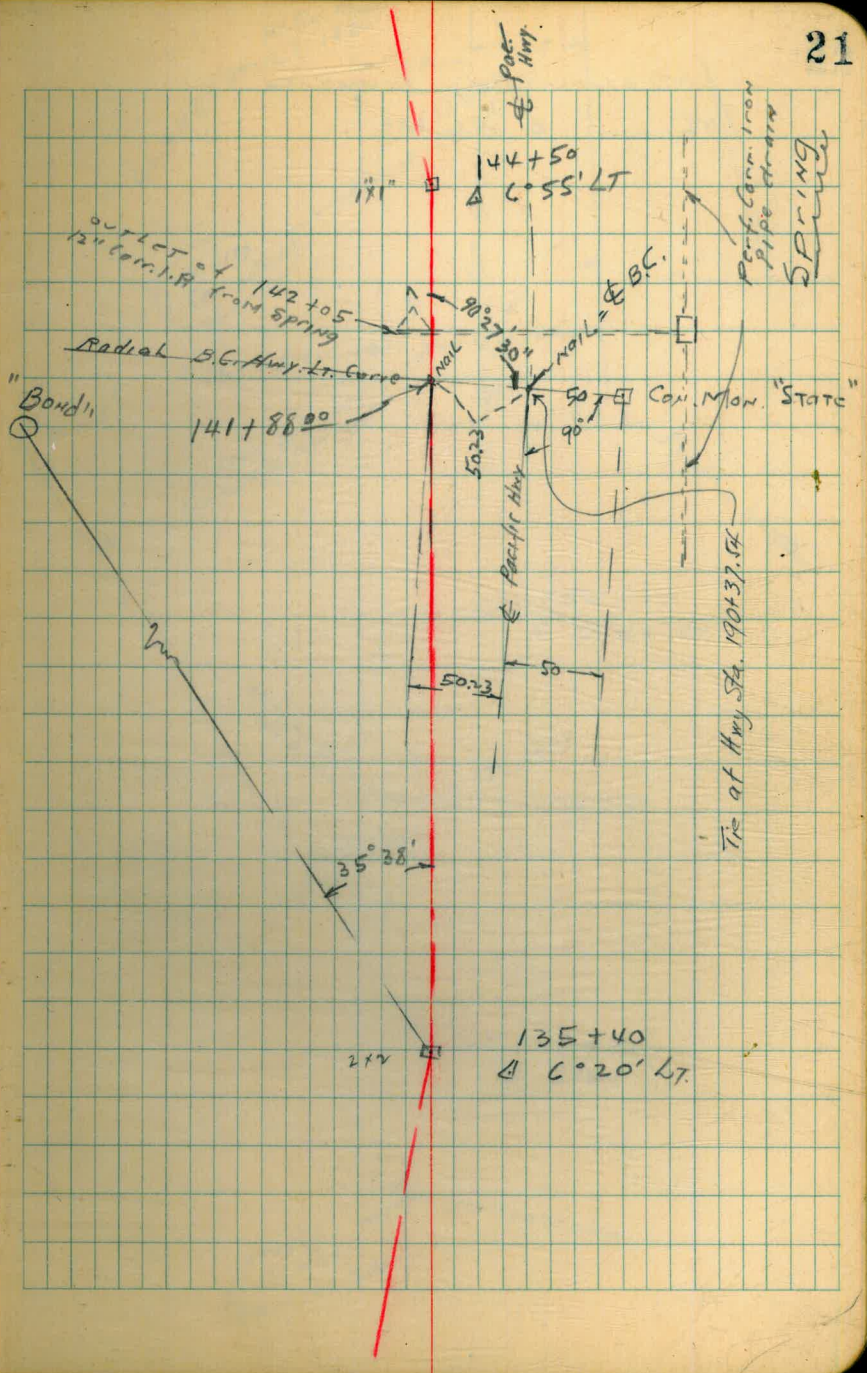 21
℄ Pac.
Hwy.
144+50
Δ 6°55' LT
1"x1"
Perf. Corr. Iron
Pipe drain
Spring
OUTLET of
12" Corr. I.P.
from Spring
142+05
90°27'30"
NAIL = ℄ B.C.
Radial B.C. Hwy. Lt. Curve
NAIL
"Bond"
141+88.00
50.23
50
90°
Con. Mon. "STATE"
℄ Pacific Hwy
50.23
50
Tie at Hwy Sta. 190+37.54
35°38'
2x2
135+40
Δ 6°20' LT.